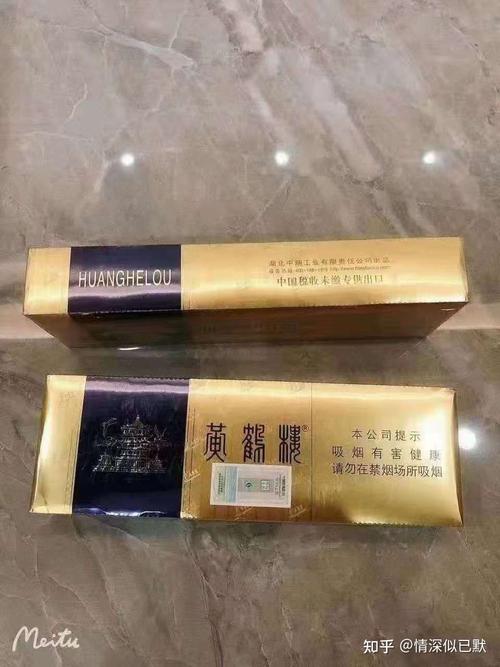 HUANGHELOU
湖北中烟工业有限责任公司出品
中国税收未缴专供出口
黄鹤楼®
本公司提示
吸烟有害健康
请勿在禁烟场所吸烟
Meitu
知乎 @情深似已默